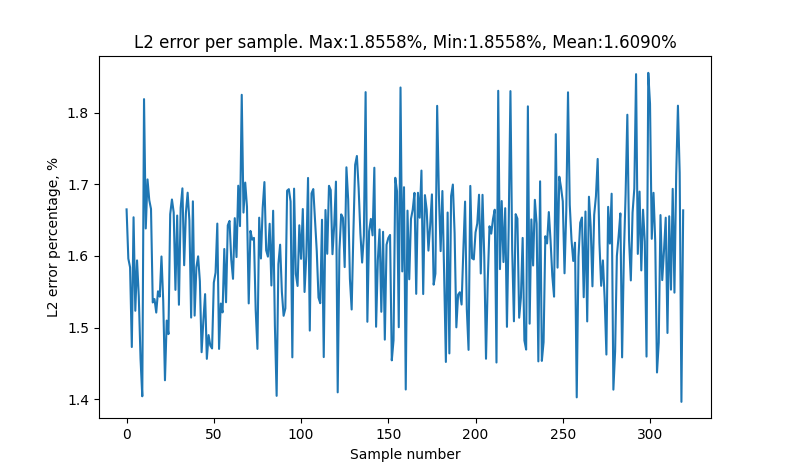 L2 error per sample. Max:1.8558%, Min:1.8558%, Mean:1.6090%
L2 error percentage, %
1.8
1.7
1.6
1.5
1.4
0 50 100 150 200 250 300
Sample number